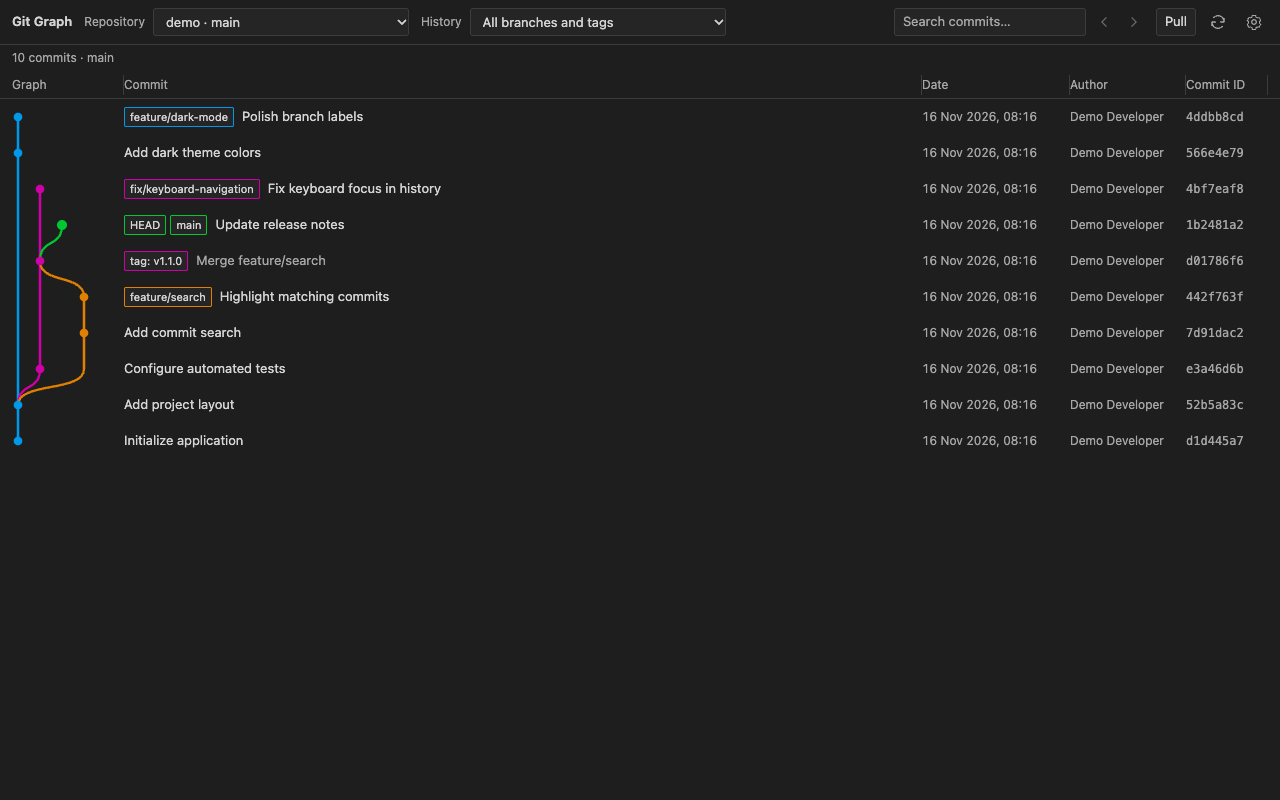 Git Graph Repository demo · main History All branches and tags Search commits... Pull
10 commits · main
Graph Commit Date Author Commit ID
feature/dark-mode Polish branch labels 16 Nov 2026, 08:16 Demo Developer 4ddbb8cd
Add dark theme colors 16 Nov 2026, 08:16 Demo Developer 566e4e79
fix/keyboard-navigation Fix keyboard focus in history 16 Nov 2026, 08:16 Demo Developer 4bf7eaf8
HEAD main Update release notes 16 Nov 2026, 08:16 Demo Developer 1b2481a2
tag: v1.1.0 Merge feature/search 16 Nov 2026, 08:16 Demo Developer d01786f6
feature/search Highlight matching commits 16 Nov 2026, 08:16 Demo Developer 442f763f
Add commit search 16 Nov 2026, 08:16 Demo Developer 7d91dac2
Configure automated tests 16 Nov 2026, 08:16 Demo Developer e3a46d6b
Add project layout 16 Nov 2026, 08:16 Demo Developer 52b5a83c
Initialize application 16 Nov 2026, 08:16 Demo Developer d1d445a7